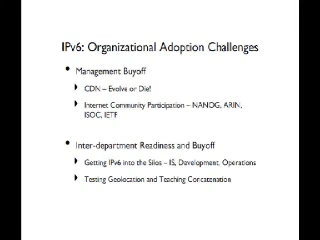 IPv6: Organizational Adoption Challenges
Management Buyoff
CDN – Evolve or Die!
Internet Community Participation – NANOG, ARIN,
ISOC, IETF
Inter-department Readiness and Buyoff
Getting IPv6 into the Silos – IS, Development, Operations
Testing Geolocation and Teaching Concatenation